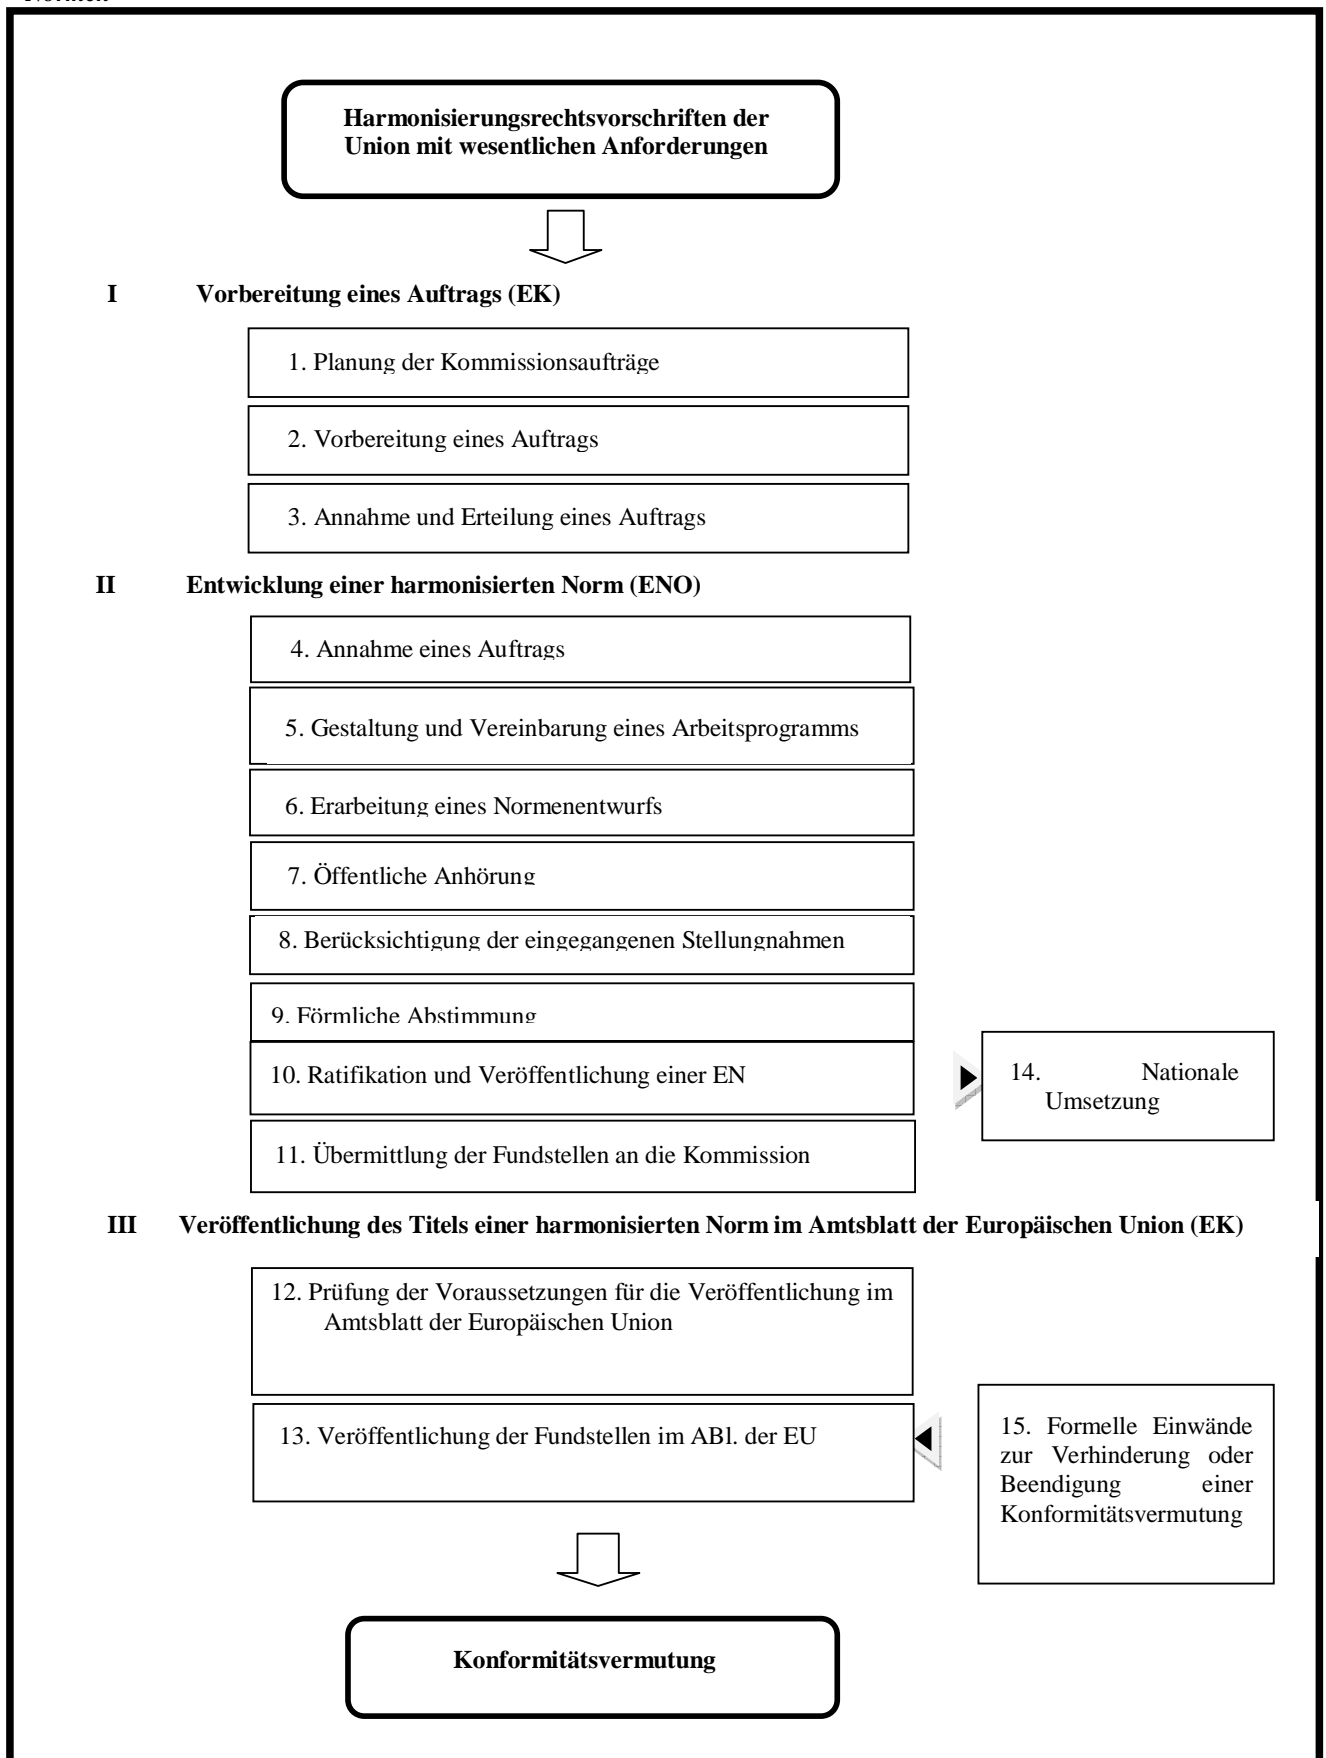 Normen
Harmonisierungsrechtsvorschriften der
Union mit wesentlichen Anforderungen
I Vorbereitung eines Auftrags (EK)
1. Planung der Kommissionsaufträge
2. Vorbereitung eines Auftrags
3. Annahme und Erteilung eines Auftrags
II Entwicklung einer harmonisierten Norm (ENO)
4. Annahme eines Auftrags
5. Gestaltung und Vereinbarung eines Arbeitsprogramms
6. Erarbeitung eines Normenentwurfs
7. Öffentliche Anhörung
8. Berücksichtigung der eingegangenen Stellungnahmen
9. Förmliche Abstimmung
10. Ratifikation und Veröffentlichung einer EN
14. Nationale
Umsetzung
11. Übermittlung der Fundstellen an die Kommission
III Veröffentlichung des Titels einer harmonisierten Norm im Amtsblatt der Europäischen Union (EK)
12. Prüfung der Voraussetzungen für die Veröffentlichung im
Amtsblatt der Europäischen Union
13. Veröffentlichung der Fundstellen im ABl. der EU
15. Formelle Einwände
zur Verhinderung oder
Beendigung einer
Konformitätsvermutung
Konformitätsvermutung